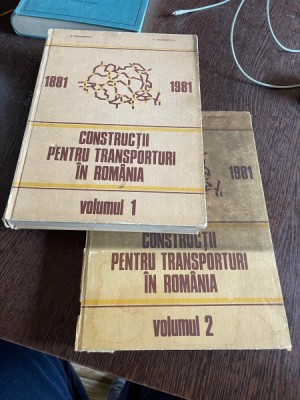 1881 1981
CONSTRUCȚII
PENTRU TRANSPORTURI
ÎN ROMÂNIA
volumul 1
1981
CONSTRUCȚII
PENTRU TRANSPORTURI
ÎN ROMÂNIA
volumul 2